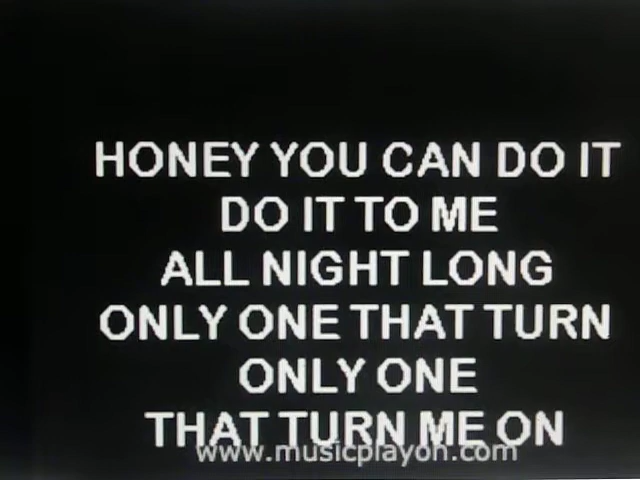 HONEY YOU CAN DO IT
DO IT TO ME
ALL NIGHT LONG
ONLY ONE THAT TURN
ONLY ONE
THAT TURN ME ON
www.musicplayon.com